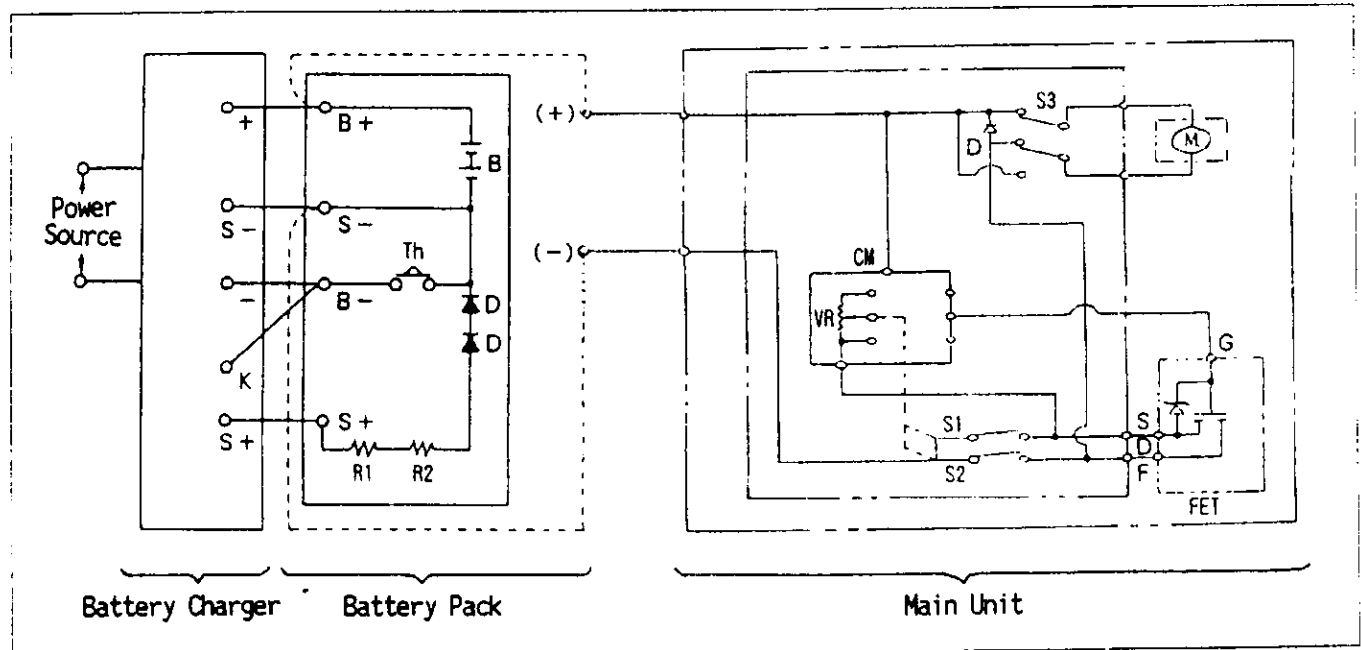 Power
Source
+
S -
-
K
S +
B +
S -
B -
S +
Th
B
D
D
R1
R2
(+)
(-)
CM
VR
D
S3
M
S1
S2
G
S
D
F
FET
Battery Charger
Battery Pack
Main Unit